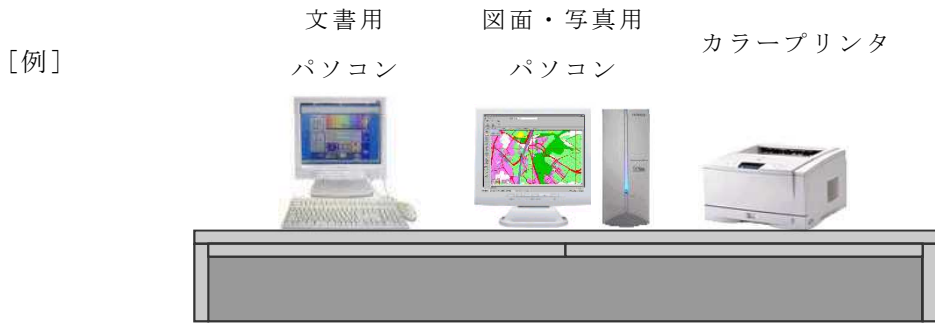 [例]
文書用
パソコン
図面・写真用
パソコン
カラープリンタ